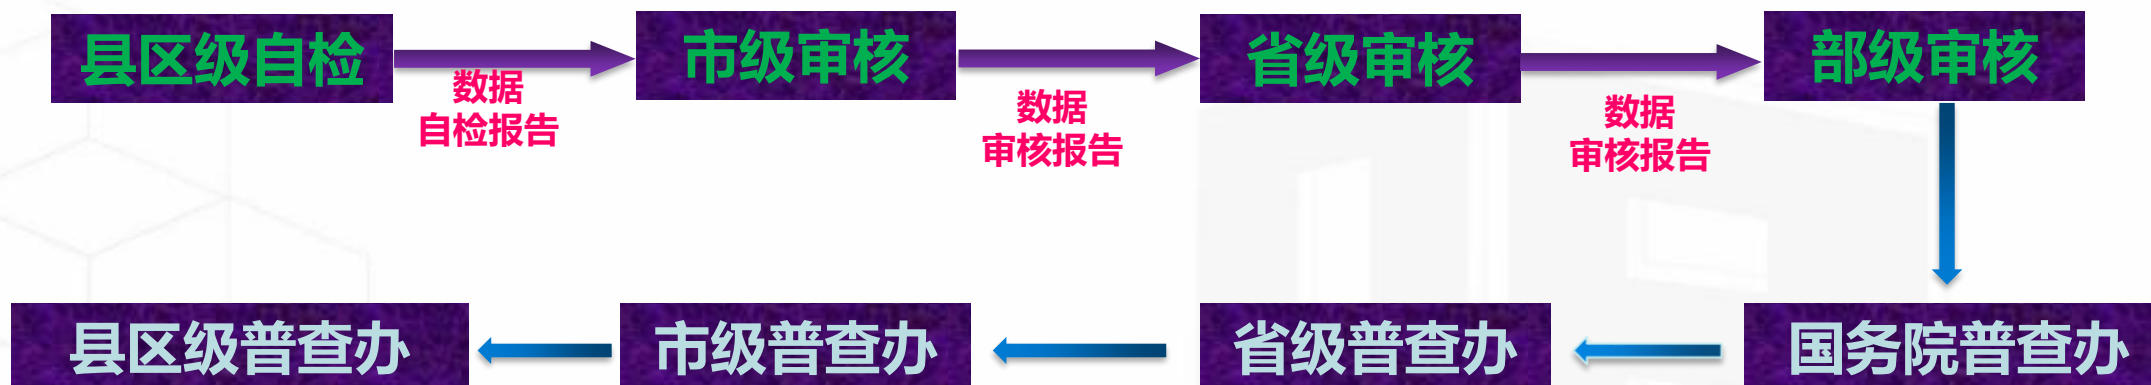 县区级自检
市级审核
省级审核
部级审核
数据
自检报告
数据
审核报告
数据
审核报告
县区级普查办
市级普查办
省级普查办
国务院普查办